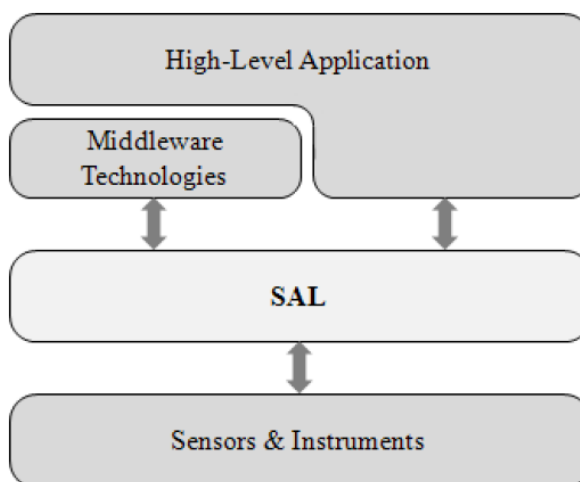 High-Level Application
Middleware
Technologies
SAL
Sensors & Instruments